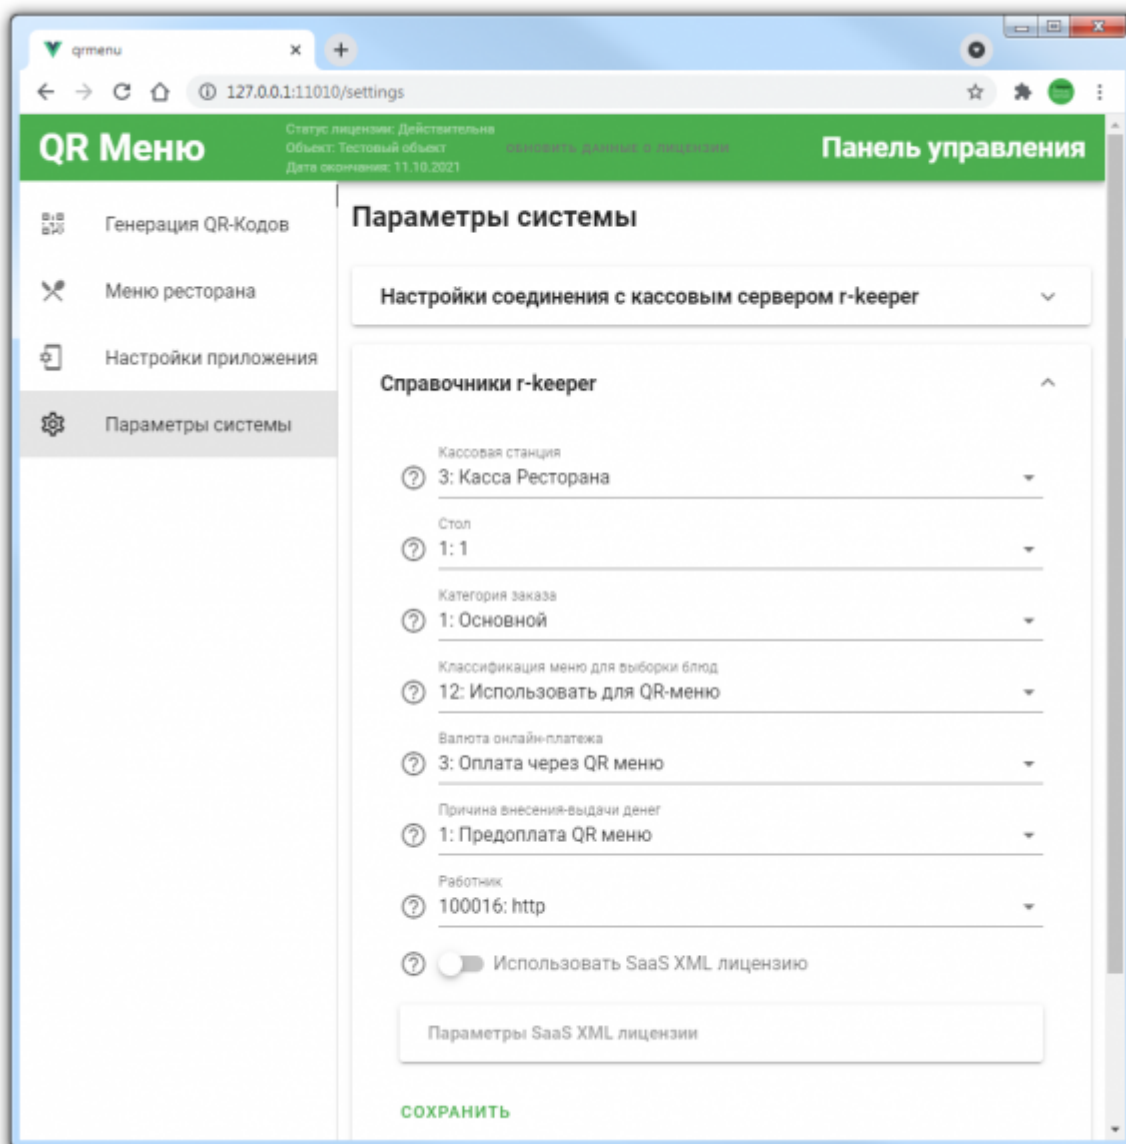 qrmenu
127.0.0.1:11010/settings
QR Меню
Статус лицензии: Действительна
Объект: Тестовый объект
Дата окончания: 11.10.2021
ОБНОВИТЬ ДАННЫЕ О ЛИЦЕНЗИИ
Панель управления
Генерация QR-Кодов
Меню ресторана
Настройки приложения
Параметры системы
Параметры системы
Настройки соединения с кассовым сервером r-keeper
Справочники r-keeper
Кассовая станция
3: Касса Ресторана
Стол
1: 1
Категория заказа
1: Основной
Классификация меню для выборки блюд
12: Использовать для QR-меню
Валюта онлайн-платежа
3: Оплата через QR меню
Причина внесения-выдачи денег
1: Предоплата QR меню
Работник
100016: http
Использовать SaaS XML лицензию
Параметры SaaS XML лицензии
СОХРАНИТЬ